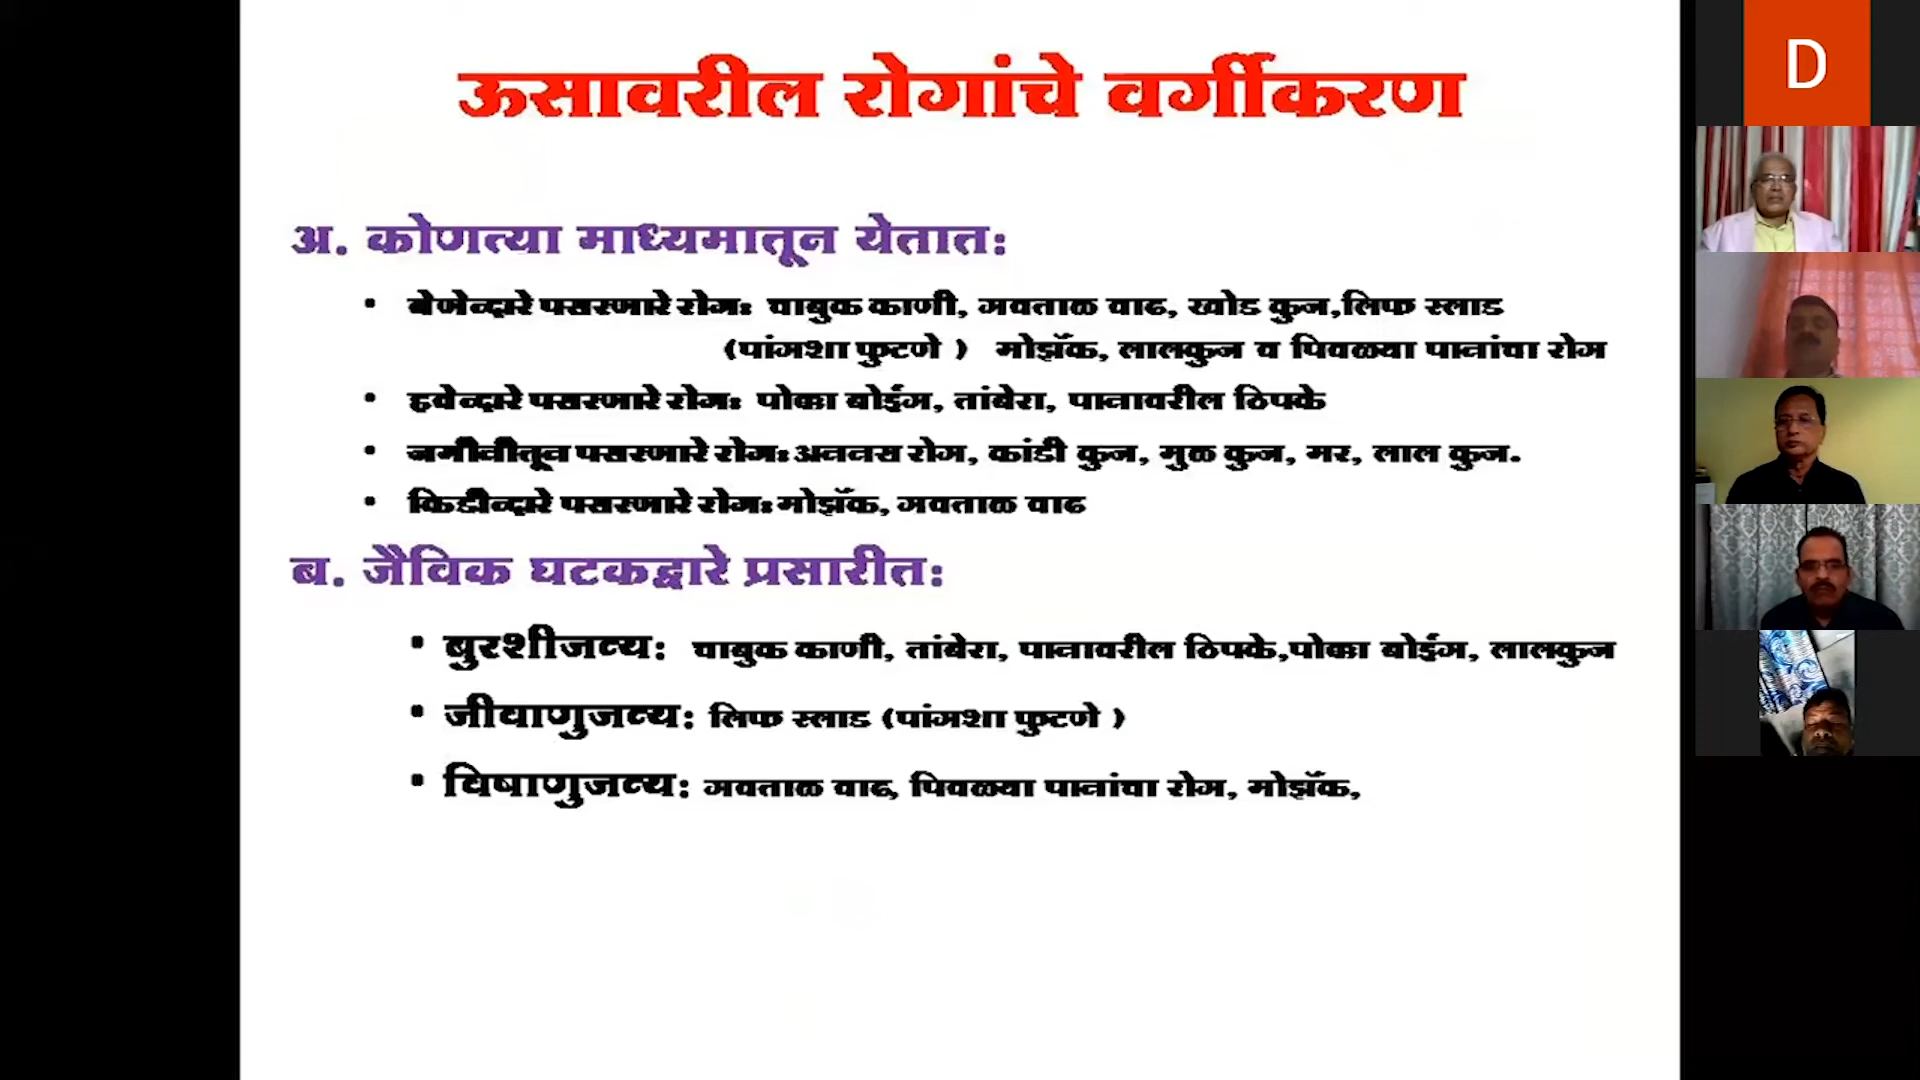 ऊसावरील रोगांचे वर्गीकरण
अ. कोणत्या माध्यमातून येतात:
• बेणेव्दारे पसरणारे रोग: चाबुक काणी, गवताळ वाढ, खोड कुज,लिफ स्लाड
(पांगशा फुटणे ) मोझॅक, लालकुज व पिवळ्या पानांचा रोग
• हवेव्दारे पसरणारे रोग: पोक्का बोईंग, तांबेरा, पानावरील ठिपके
• जमीनीतून पसरणारे रोग: अननस रोग, कांडी कुज, मुळ कुज, मर, लाल कुज.
• किडींव्दारे पसरणारे रोग: मोझॅक, गवताळ वाढ
ब. जैविक घटकद्वारे प्रसारीत:
• बुरशीजन्य: चाबुक काणी, तांबेरा, पानावरील ठिपके,पोक्का बोईंग, लालकुज
• जीवाणुजन्य: लिफ स्लाड (पांगशा फुटणे )
• विषाणुजन्य: गवताळ वाढ, पिवळ्या पानांचा रोग, मोझॅक,
D